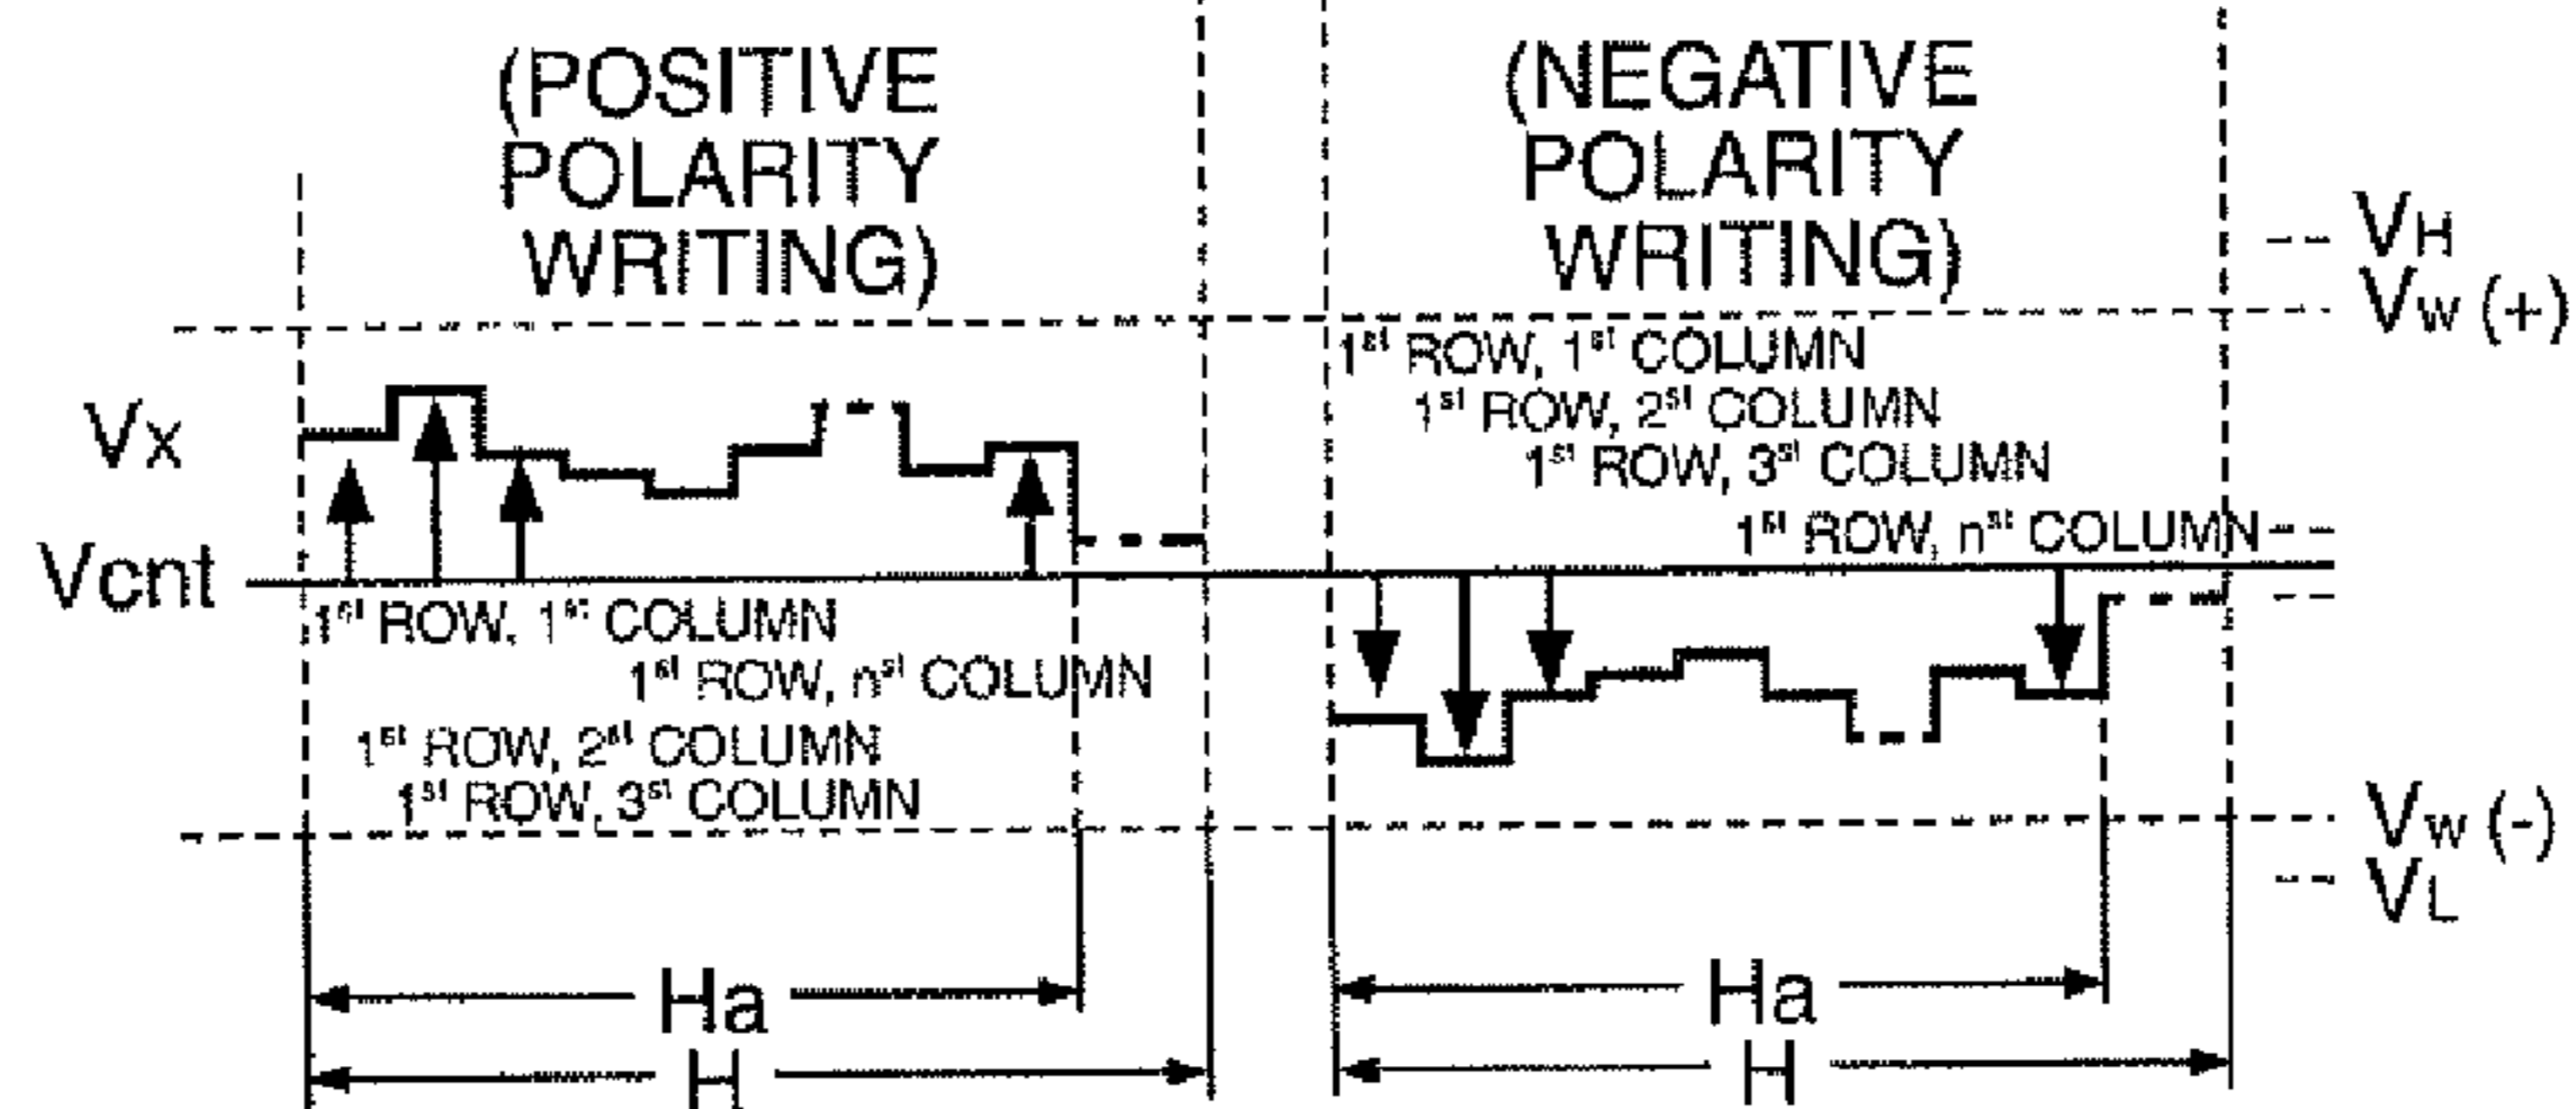 (POSITIVE
POLARITY
WRITING)
(NEGATIVE
POLARITY
WRITING)
VH
Vw (+)
1st ROW, 1st COLUMN
1st ROW, 2st COLUMN
1st ROW, 3st COLUMN
1st ROW, nst COLUMN
Vx
Vcnt
1st ROW, 1st COLUMN
1st ROW, nst COLUMN
1st ROW, 2st COLUMN
1st ROW, 3st COLUMN
Vw (-)
VL
Ha
Ha
H
H